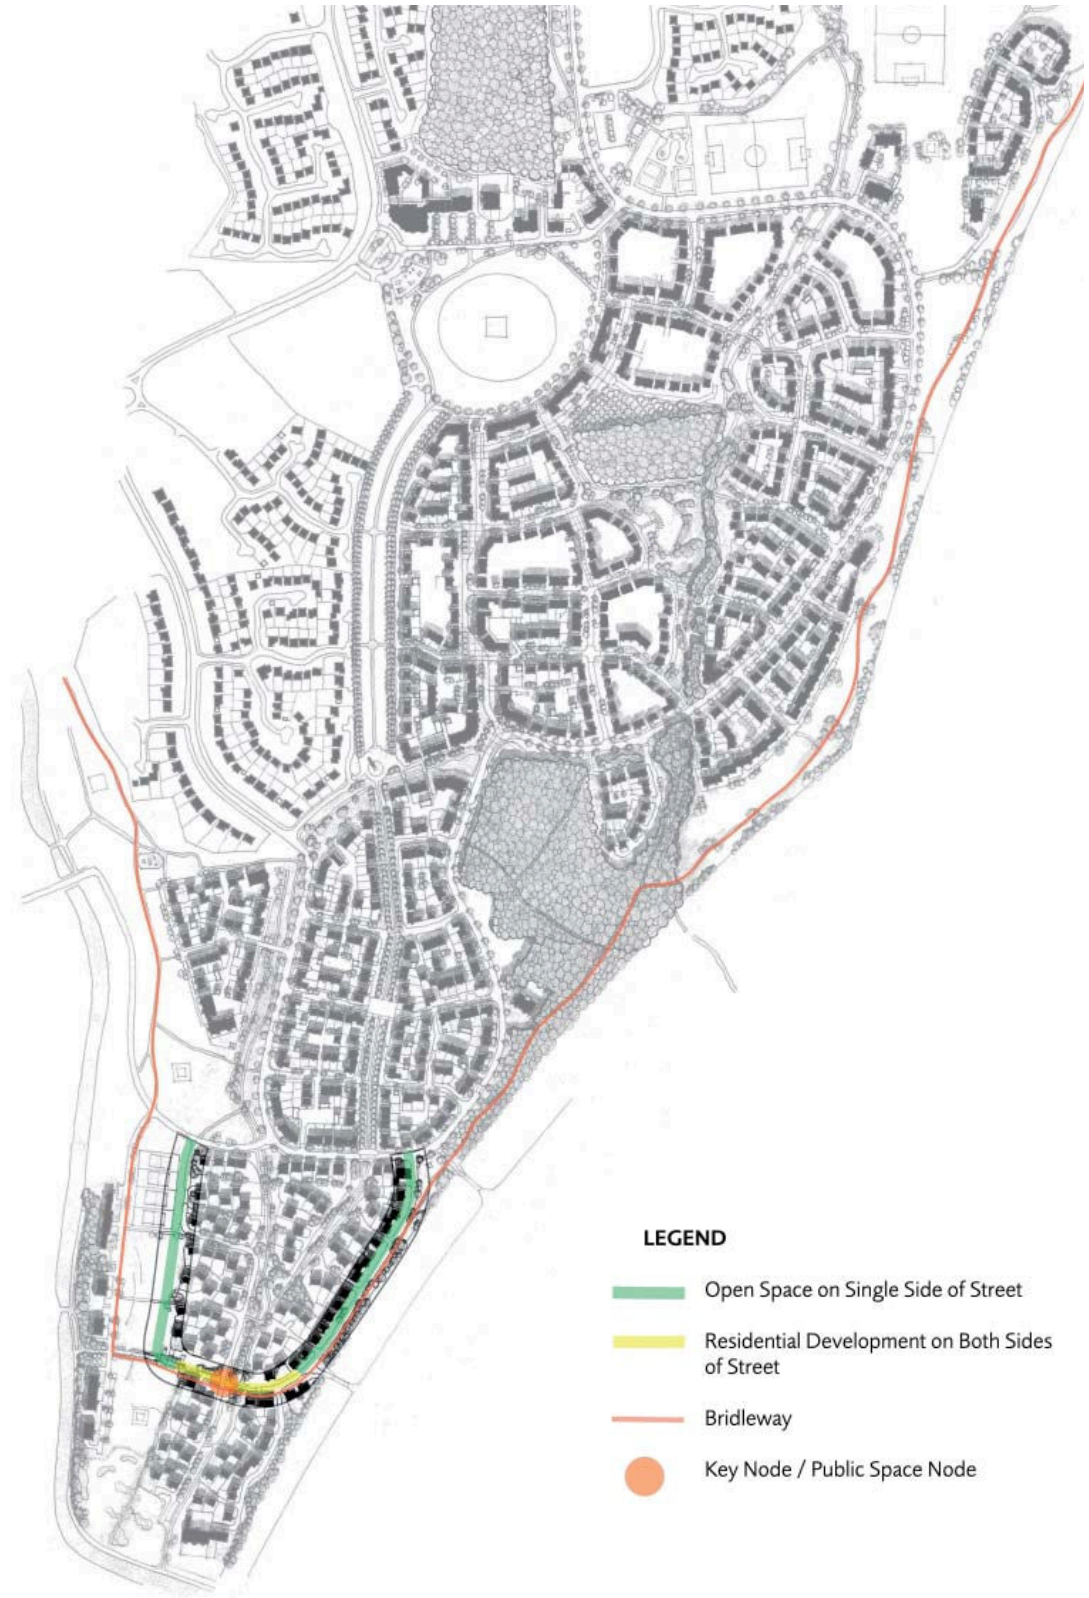 LEGEND
Open Space on Single Side of Street
Residential Development on Both Sides
of Street
Bridleway
Key Node / Public Space Node